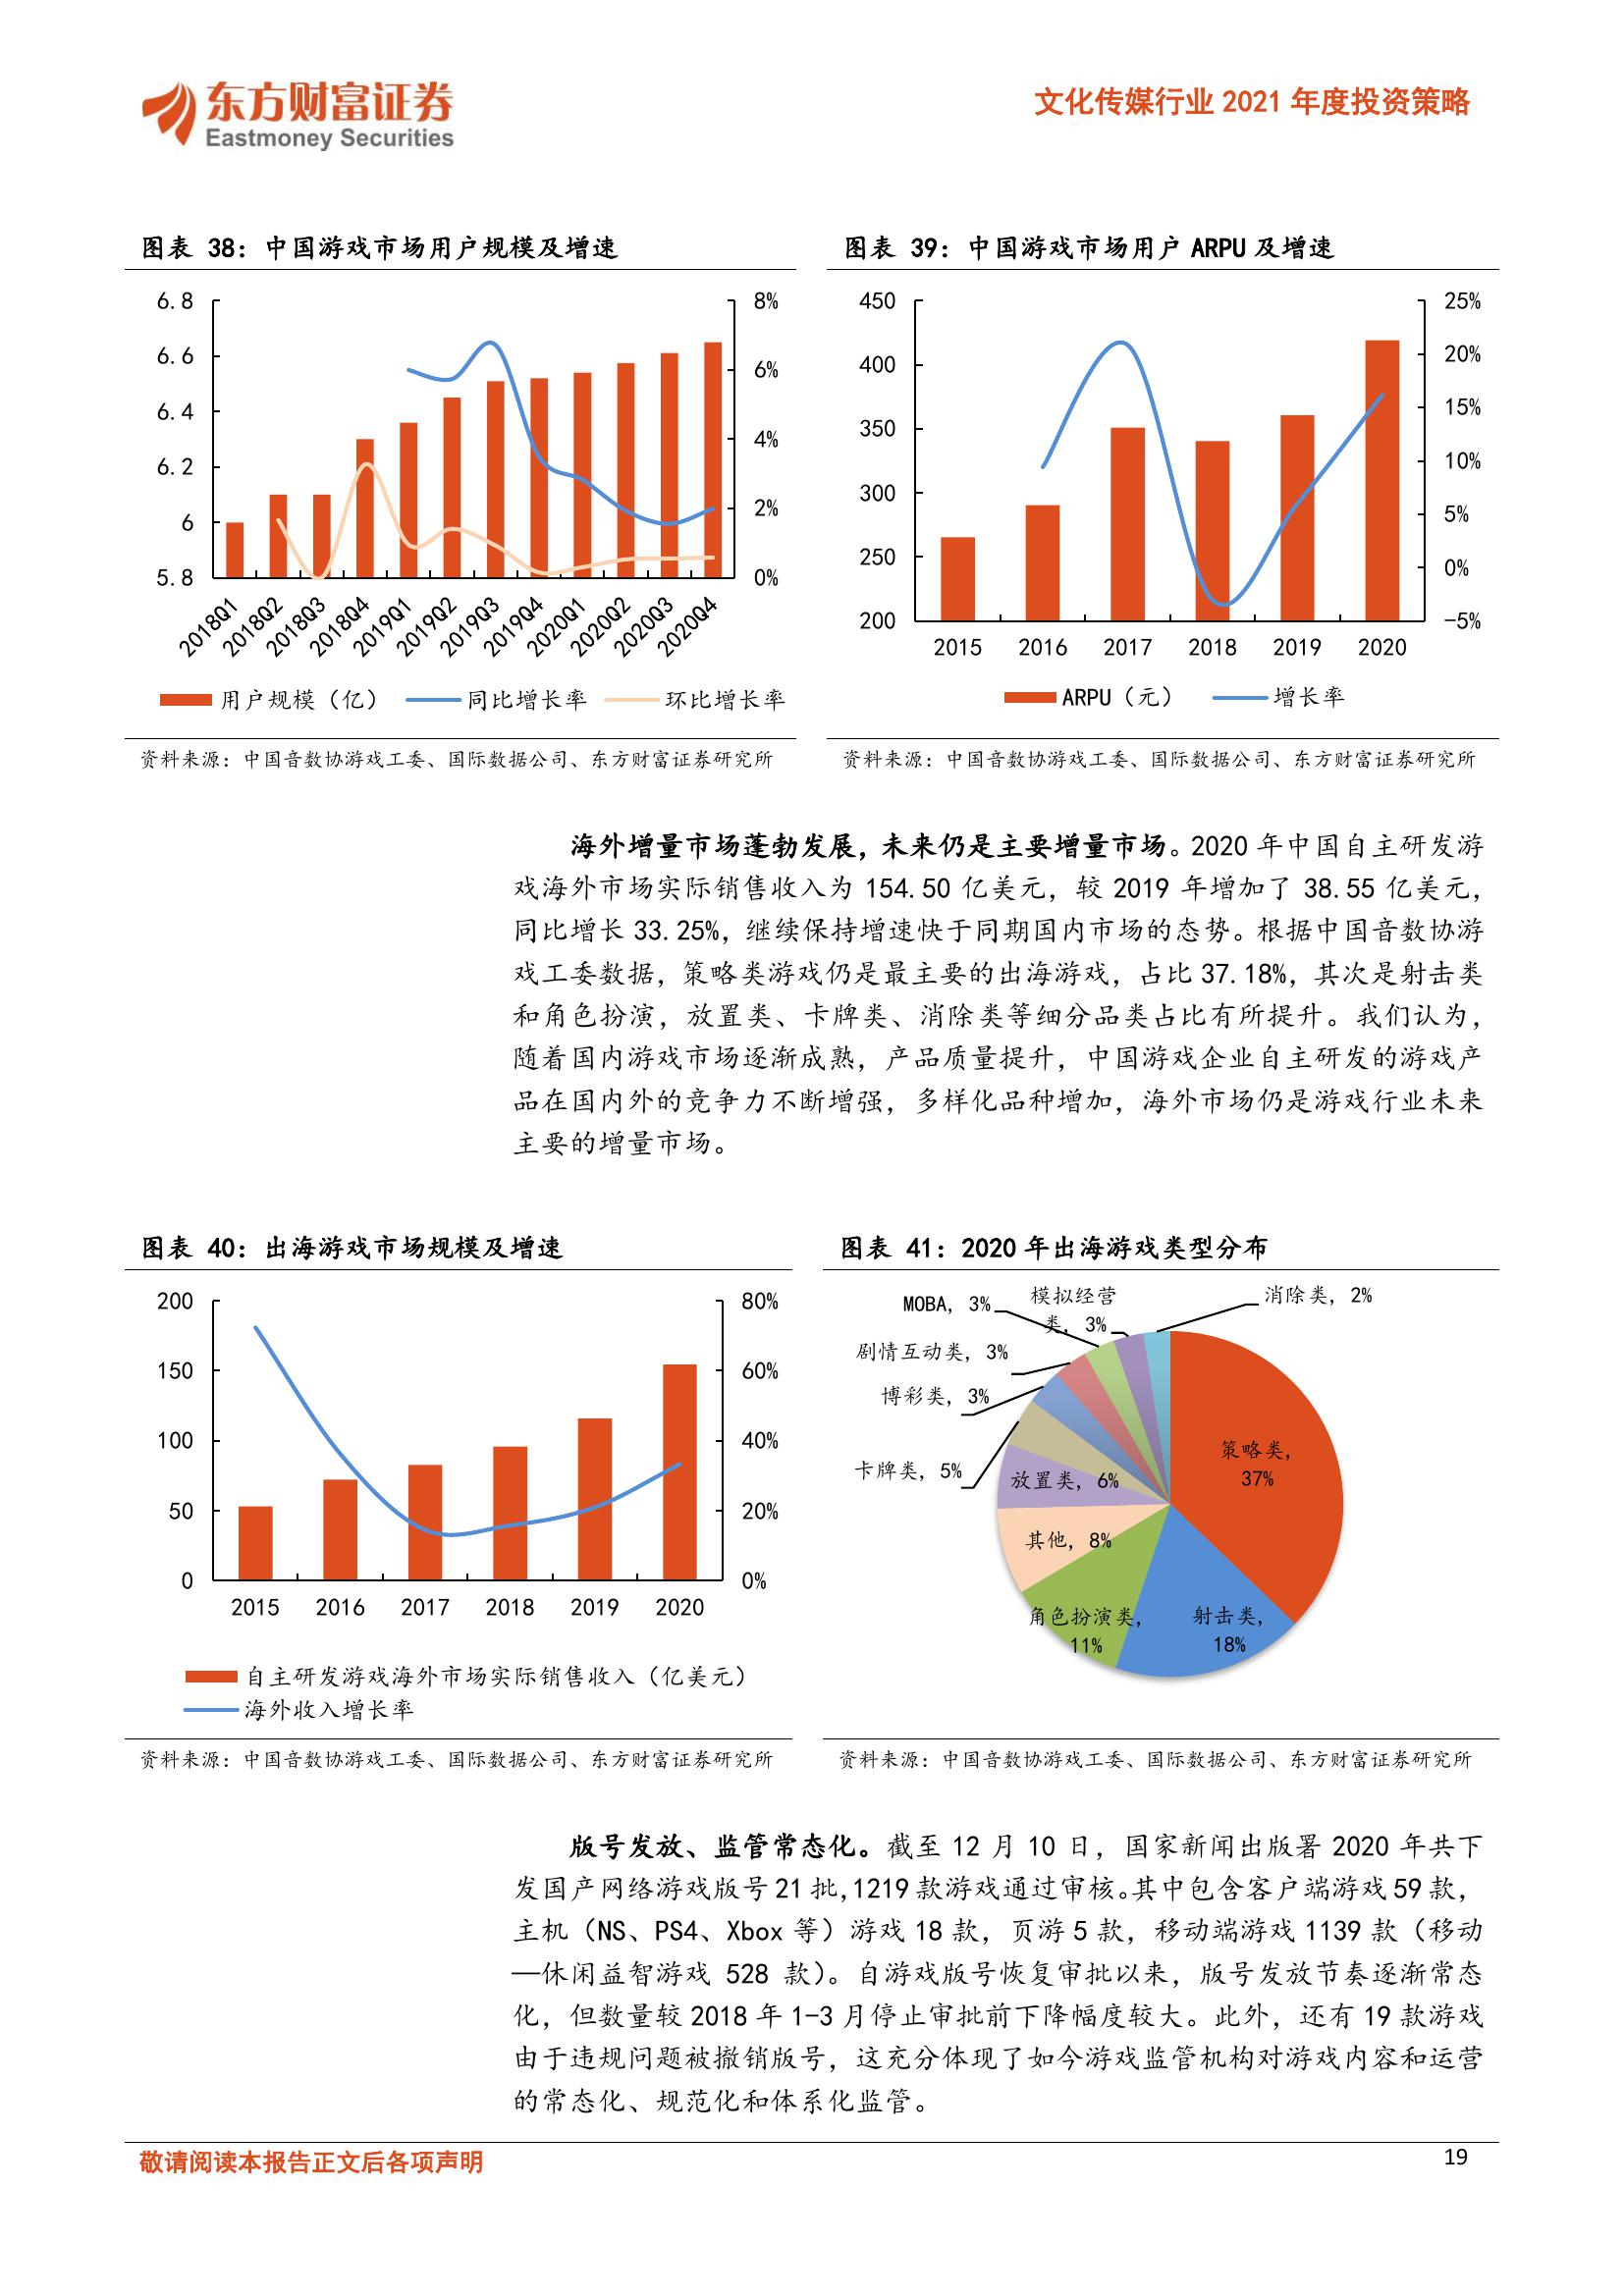 东方财富证券
Eastmoney Securities
文化传媒行业 2021 年度投资策略
图表 38：中国游戏市场用户规模及增速
6.8
6.6
6.4
6.2
6
5.8
8%
6%
4%
2%
0%
2018Q1
2018Q2
2018Q3
2018Q4
2019Q1
2019Q2
2019Q3
2019Q4
2020Q1
2020Q2
2020Q3
2020Q4
用户规模（亿）
同比增长率
环比增长率
资料来源：中国音数协游戏工委、国际数据公司、东方财富证券研究所
图表 39：中国游戏市场用户 ARPU 及增速
450
400
350
300
250
200
25%
20%
15%
10%
5%
0%
-5%
2015
2016
2017
2018
2019
2020
ARPU（元）
增长率
资料来源：中国音数协游戏工委、国际数据公司、东方财富证券研究所
海外增量市场蓬勃发展，未来仍是主要增量市场。2020 年中国自主研发游
戏海外市场实际销售收入为 154.50 亿美元，较 2019 年增加了 38.55 亿美元，
同比增长 33.25%，继续保持增速快于同期国内市场的态势。根据中国音数协游
戏工委数据，策略类游戏仍是最主要的出海游戏，占比 37.18%，其次是射击类
和角色扮演，放置类、卡牌类、消除类等细分品类占比有所提升。我们认为，
随着国内游戏市场逐渐成熟，产品质量提升，中国游戏企业自主研发的游戏产
品在国内外的竞争力不断增强，多样化品种增加，海外市场仍是游戏行业未来
主要的增量市场。
图表 40：出海游戏市场规模及增速
200
150
100
50
0
80%
60%
40%
20%
0%
2015
2016
2017
2018
2019
2020
自主研发游戏海外市场实际销售收入（亿美元）
海外收入增长率
资料来源：中国音数协游戏工委、国际数据公司、东方财富证券研究所
图表 41：2020 年出海游戏类型分布
MOBA, 3%
模拟经营
类, 3%
消除类, 2%
剧情互动类, 3%
博彩类, 3%
卡牌类, 5%
放置类, 6%
其他, 8%
角色扮演类,
11%
射击类,
18%
策略类,
37%
资料来源：中国音数协游戏工委、国际数据公司、东方财富证券研究所
版号发放、监管常态化。截至 12 月 10 日，国家新闻出版署 2020 年共下
发国产网络游戏版号 21 批，1219 款游戏通过审核。其中包含客户端游戏 59 款，
主机（NS、PS4、Xbox 等）游戏 18 款，页游 5 款，移动端游戏 1139 款（移动
—休闲益智游戏 528 款）。自游戏版号恢复审批以来，版号发放节奏逐渐常态
化，但数量较 2018 年 1-3 月停止审批前下降幅度较大。此外，还有 19 款游戏
由于违规问题被撤销版号，这充分体现了如今游戏监管机构对游戏内容和运营
的常态化、规范化和体系化监管。
敬请阅读本报告正文后各项声明
19